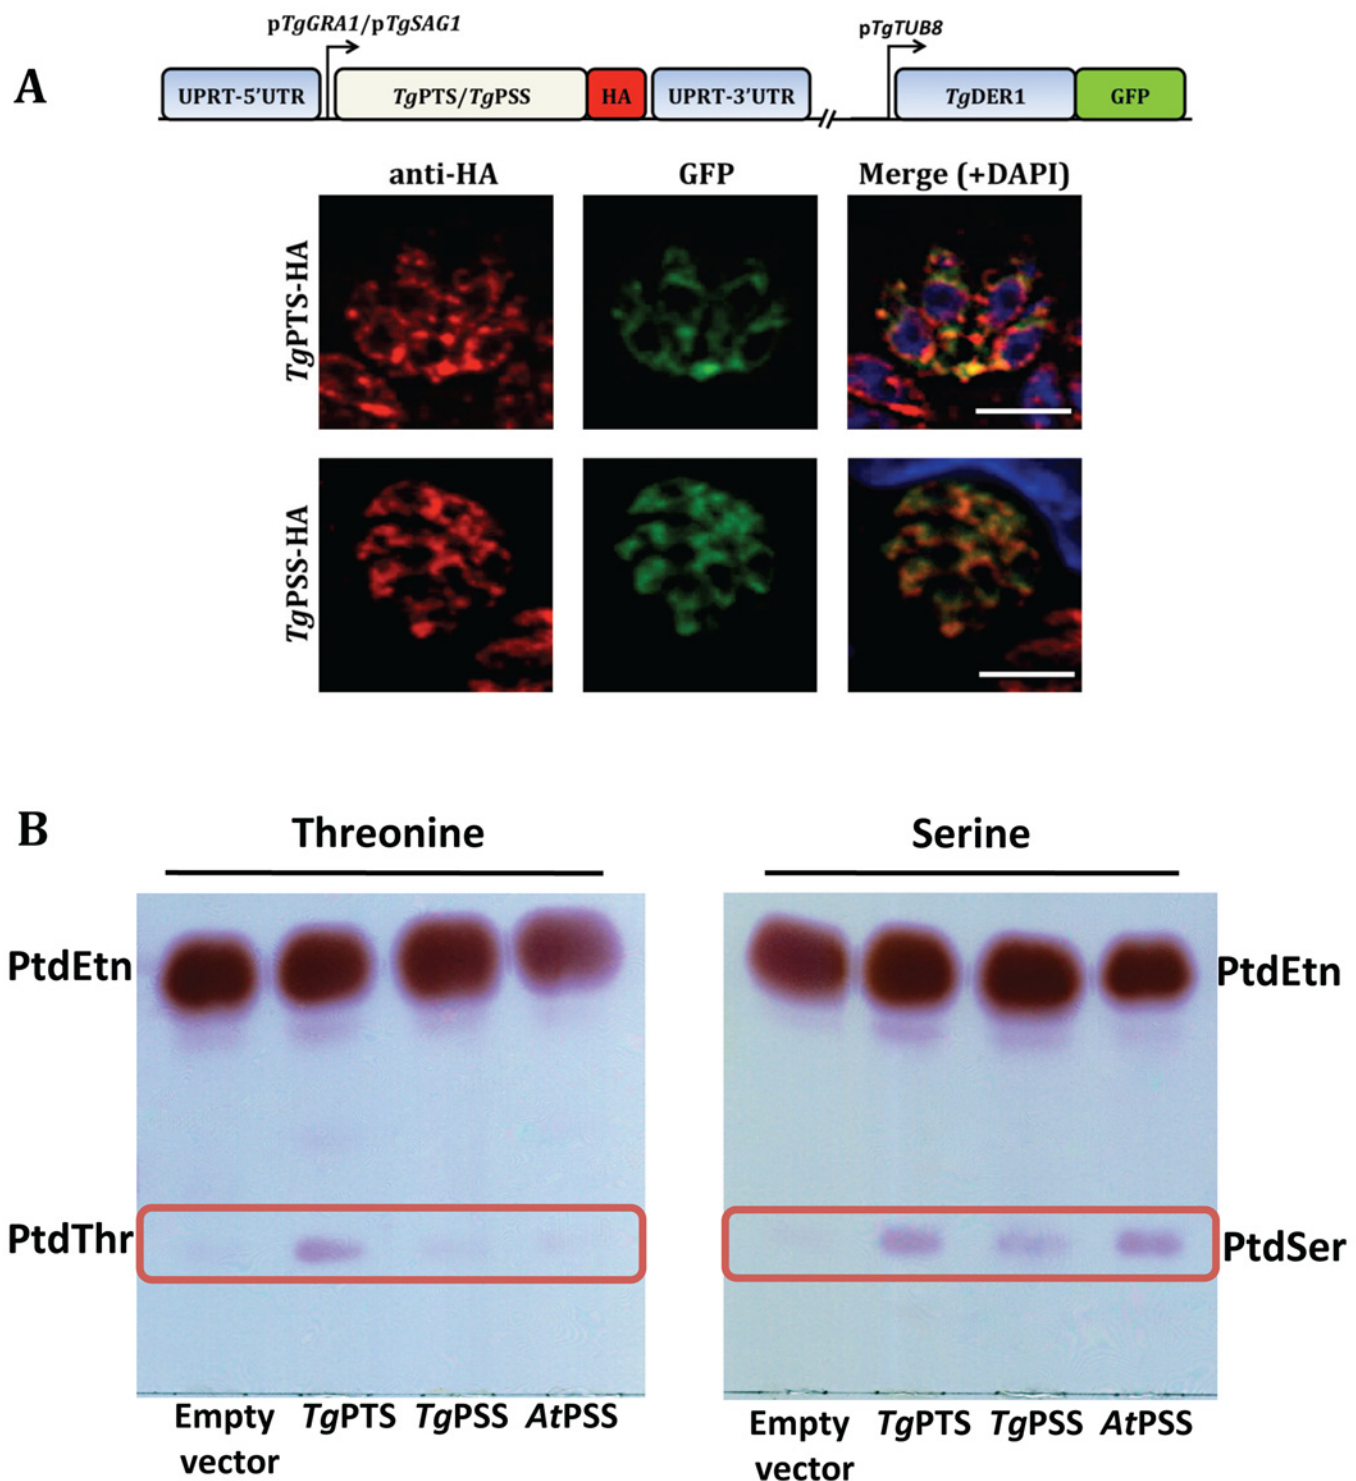 A
pTgGRA1/pTgSAG1
pTgTUB8
UPRT-5’UTR
TgPTS/TgPSS
HA
UPRT-3’UTR
TgDER1
GFP
anti-HA
GFP
Merge (+DAPI)
TgPTS-HA
TgPSS-HA
B
Threonine
Serine
PtdEtn
PtdEtn
PtdThr
PtdSer
Empty vector
TgPTS
TgPSS
AtPSS
Empty vector
TgPTS
TgPSS
AtPSS